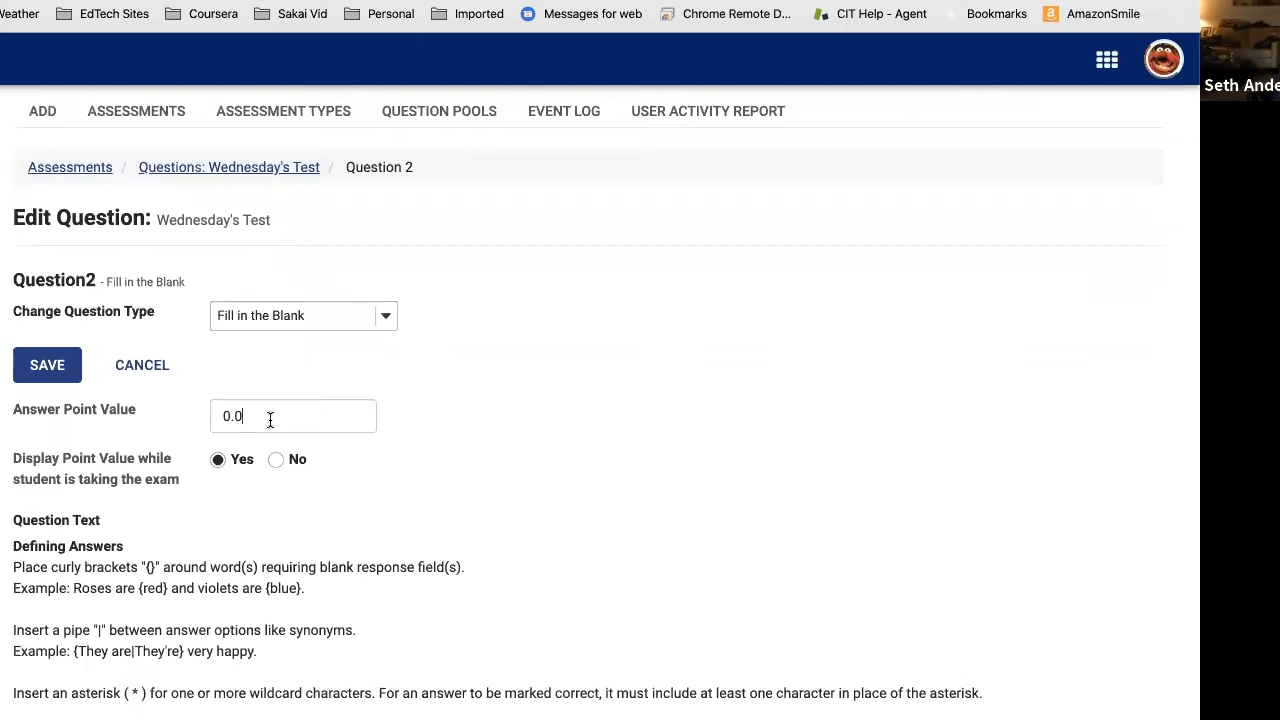 Weather EdTech Sites Coursera Sakai Vid Personal Imported Messages for web Chrome Remote D... CIT Help - Agent Bookmarks AmazonSmile
Seth Ande
ADD ASSESSMENTS ASSESSMENT TYPES QUESTION POOLS EVENT LOG USER ACTIVITY REPORT
Assessments / Questions: Wednesday's Test / Question 2
Edit Question: Wednesday's Test
Question2 - Fill in the Blank
Change Question Type Fill in the Blank
SAVE CANCEL
Answer Point Value 0.0
Display Point Value while
student is taking the exam Yes No
Question Text
Defining Answers
Place curly brackets "{}" around word(s) requiring blank response field(s).
Example: Roses are {red} and violets are {blue}.
Insert a pipe "|" between answer options like synonyms.
Example: {They are|They're} very happy.
Insert an asterisk ( * ) for one or more wildcard characters. For an answer to be marked correct, it must include at least one character in place of the asterisk.